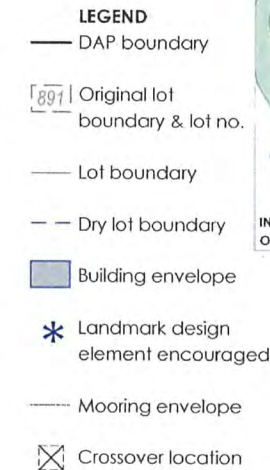 LEGEND
DAP boundary
891 Original lot
boundary & lot no.
Lot boundary
Dry lot boundary
IN
O
Building envelope
Landmark design
element encouraged
Mooring envelope
Crossover location